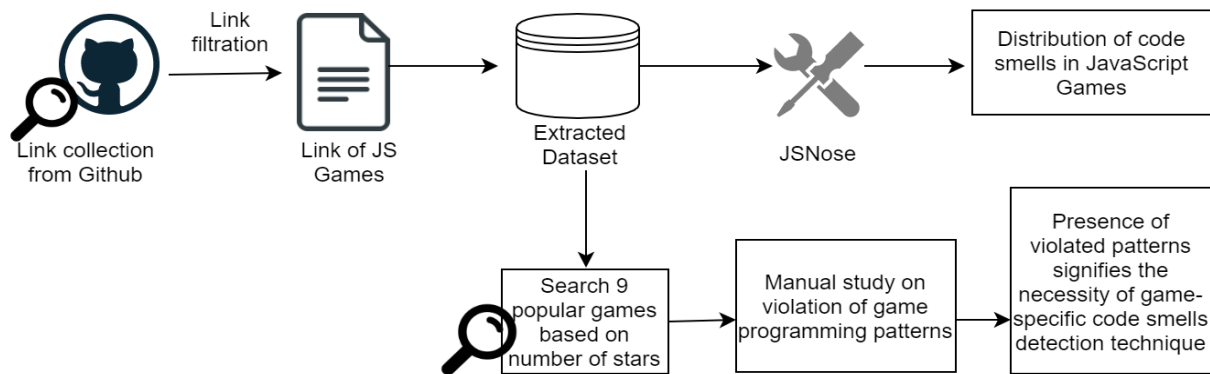 Link
filtration
Link collection
from Github
Link of JS
Games
Extracted
Dataset
JSNose
Distribution of code
smells in JavaScript
Games
Search 9
popular games
based on
number of stars
Manual study on
violation of game
programming patterns
Presence of
violated patterns
signifies the
necessity of game-
specific code smells
detection technique